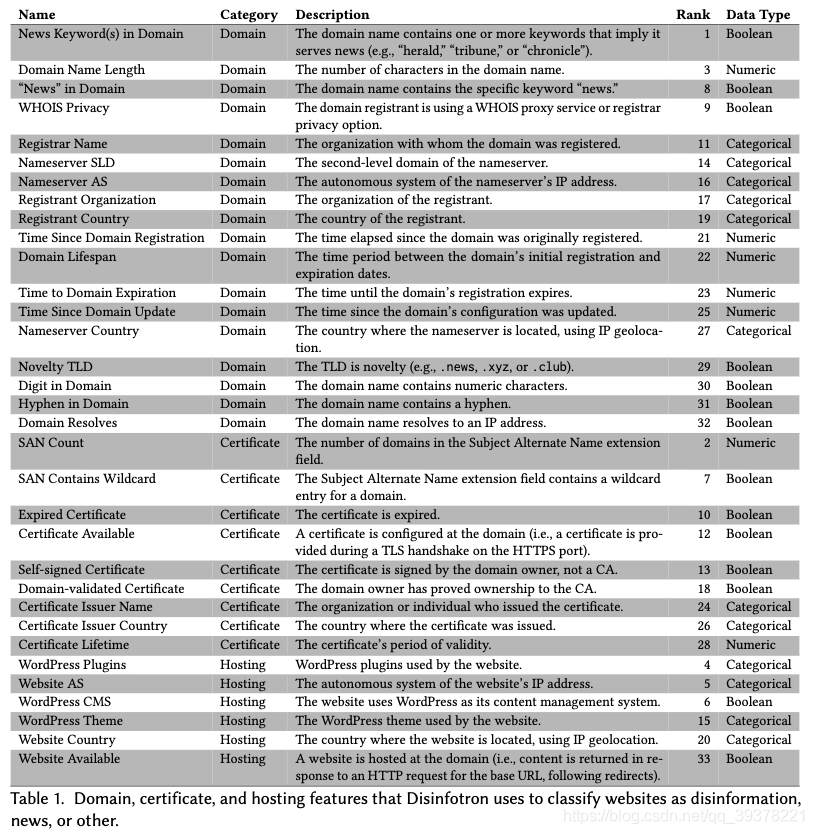 Name Category Description Rank Data Type
News Keyword(s) in Domain Domain The domain name contains one or more keywords that imply it 1 Boolean
serves news (e.g., “herald,” “tribune,” or “chronicle”).
Domain Name Length Domain The number of characters in the domain name. 3 Numeric
“News” in Domain Domain The domain name contains the specific keyword “news.” 8 Boolean
WHOIS Privacy Domain The domain registrant is using a WHOIS proxy service or registrar 9 Boolean
privacy option.
Registrar Name Domain The organization with whom the domain was registered. 11 Categorical
Nameserver SLD Domain The second-level domain of the nameserver. 14 Categorical
Nameserver AS Domain The autonomous system of the nameserver’s IP address. 16 Categorical
Registrant Organization Domain The organization of the registrant. 17 Categorical
Registrant Country Domain The country of the registrant. 19 Categorical
Time Since Domain Registration Domain The time elapsed since the domain was originally registered. 21 Numeric
Domain Lifespan Domain The time period between the domain’s initial registration and 22 Numeric
expiration dates.
Time to Domain Expiration Domain The time until the domain’s registration expires. 23 Numeric
Time Since Domain Update Domain The time since the domain’s configuration was updated. 25 Numeric
Nameserver Country Domain The country where the nameserver is located, using IP geoloca- 27 Categorical
tion.
Novelty TLD Domain The TLD is novelty (e.g., .news, .xyz, or .club). 29 Boolean
Digit in Domain Domain The domain name contains numeric characters. 30 Boolean
Hyphen in Domain Domain The domain name contains a hyphen. 31 Boolean
Domain Resolves Domain The domain name resolves to an IP address. 32 Boolean
SAN Count Certificate The number of domains in the Subject Alternate Name extension 2 Numeric
field.
SAN Contains Wildcard Certificate The Subject Alternate Name extension field contains a wildcard 7 Boolean
entry for a domain.
Expired Certificate Certificate The certificate is expired. 10 Boolean
Certificate Available Certificate A certificate is configured at the domain (i.e., a certificate is pro- 12 Boolean
vided during a TLS handshake on the HTTPS port).
Self-signed Certificate Certificate The certificate is signed by the domain owner, not a CA. 13 Boolean
Domain-validated Certificate Certificate The domain owner has proved ownership to the CA. 18 Boolean
Certificate Issuer Name Certificate The organization or individual who issued the certificate. 24 Categorical
Certificate Issuer Country Certificate The country where the certificate was issued. 26 Categorical
Certificate Lifetime Certificate The certificate’s period of validity. 28 Numeric
WordPress Plugins Hosting WordPress plugins used by the website. 4 Categorical
Website AS Hosting The autonomous system of the website’s IP address. 5 Categorical
WordPress CMS Hosting The website uses WordPress as its content management system. 6 Boolean
WordPress Theme Hosting The WordPress theme used by the website. 15 Categorical
Website Country Hosting The country where the website is located, using IP geolocation. 20 Categorical
Website Available Hosting A website is hosted at the domain (i.e., content is returned in re- 33 Boolean
sponse to an HTTP request for the base URL, following redirects).
Table 1. Domain, certificate, and hosting features that Disinfotron uses to classify websites as disinformation,
news, or other.
https://blog.csdn.net/qq_39378221